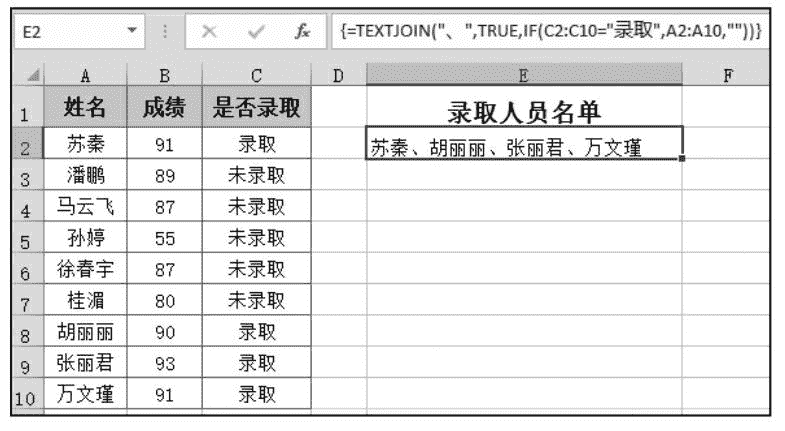 E2 fx {=TEXTJOIN("、",TRUE,IF(C2:C10="录取",A2:A10,""))}
A B C D E F
1 姓名 成绩 是否录取 录取人员名单
2 苏秦 91 录取 苏秦、胡丽丽、张丽君、万文瑾
3 潘鹏 89 未录取
4 马云飞 87 未录取
5 孙婷 55 未录取
6 徐春宇 87 未录取
7 桂湄 80 未录取
8 胡丽丽 90 录取
9 张丽君 93 录取
10 万文瑾 91 录取